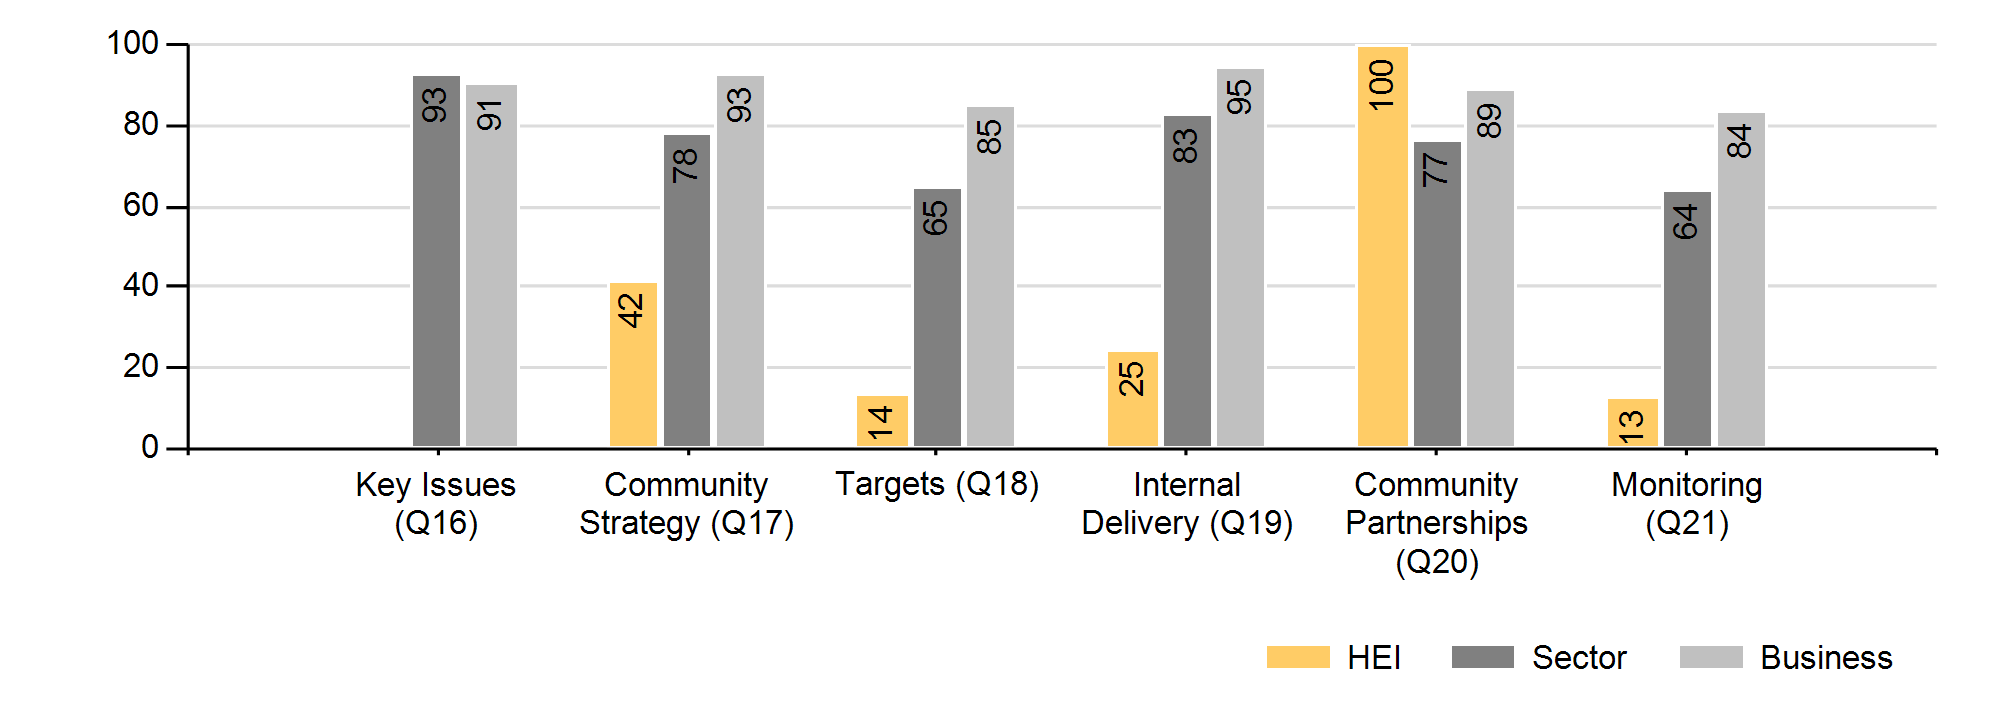 100
80
60
40
20
0
93
91
42
78
93
14
65
85
25
83
95
100
77
89
13
64
84
Key Issues
(Q16)
Community
Strategy (Q17)
Targets (Q18)
Internal
Delivery (Q19)
Community
Partnerships
(Q20)
Monitoring
(Q21)
HEI
Sector
Business